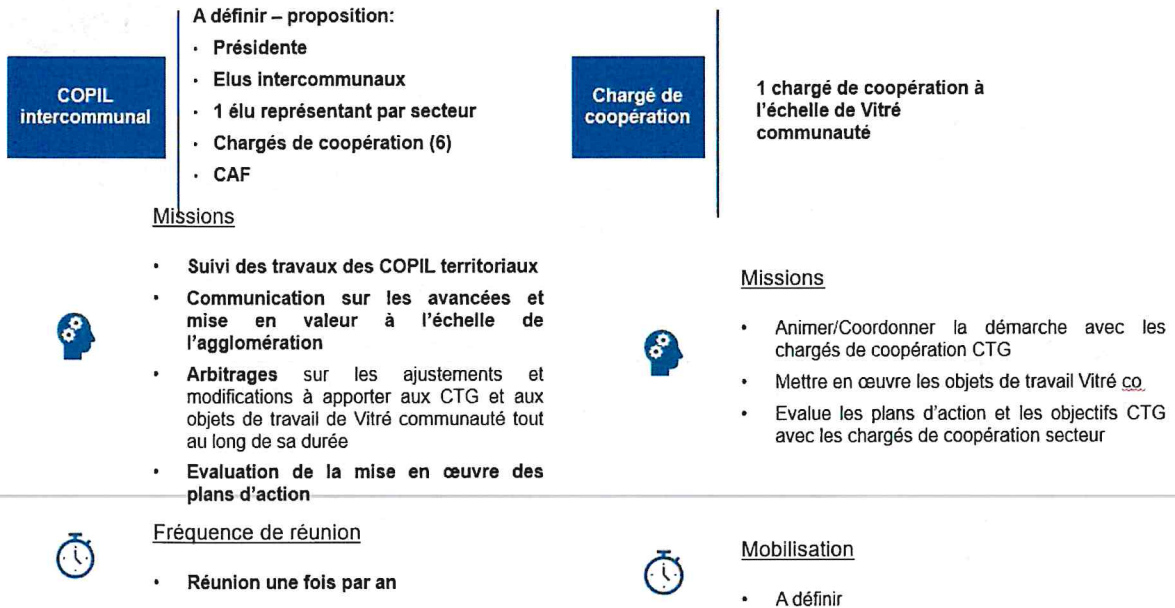 COPIL
intercommunal
A définir – proposition:
· Présidente
· Elus intercommunaux
· 1 élu représentant par secteur
· Chargés de coopération (6)
· CAF
Missions
• Suivi des travaux des COPIL territoriaux
• Communication sur les avancées et
mise en valeur à l'échelle de
l'agglomération
• Arbitrages sur les ajustements et
modifications à apporter aux CTG et aux
objets de travail de Vitré communauté tout
au long de sa durée
• Evaluation de la mise en œuvre des
plans d'action
Fréquence de réunion
• Réunion une fois par an
Chargé de
coopération
1 chargé de coopération à
l'échelle de Vitré
communauté
Missions
• Animer/Coordonner la démarche avec les
chargés de coopération CTG
• Mettre en œuvre les objets de travail Vitré co
• Evalue les plans d'action et les objectifs CTG
avec les chargés de coopération secteur
Mobilisation
• A définir